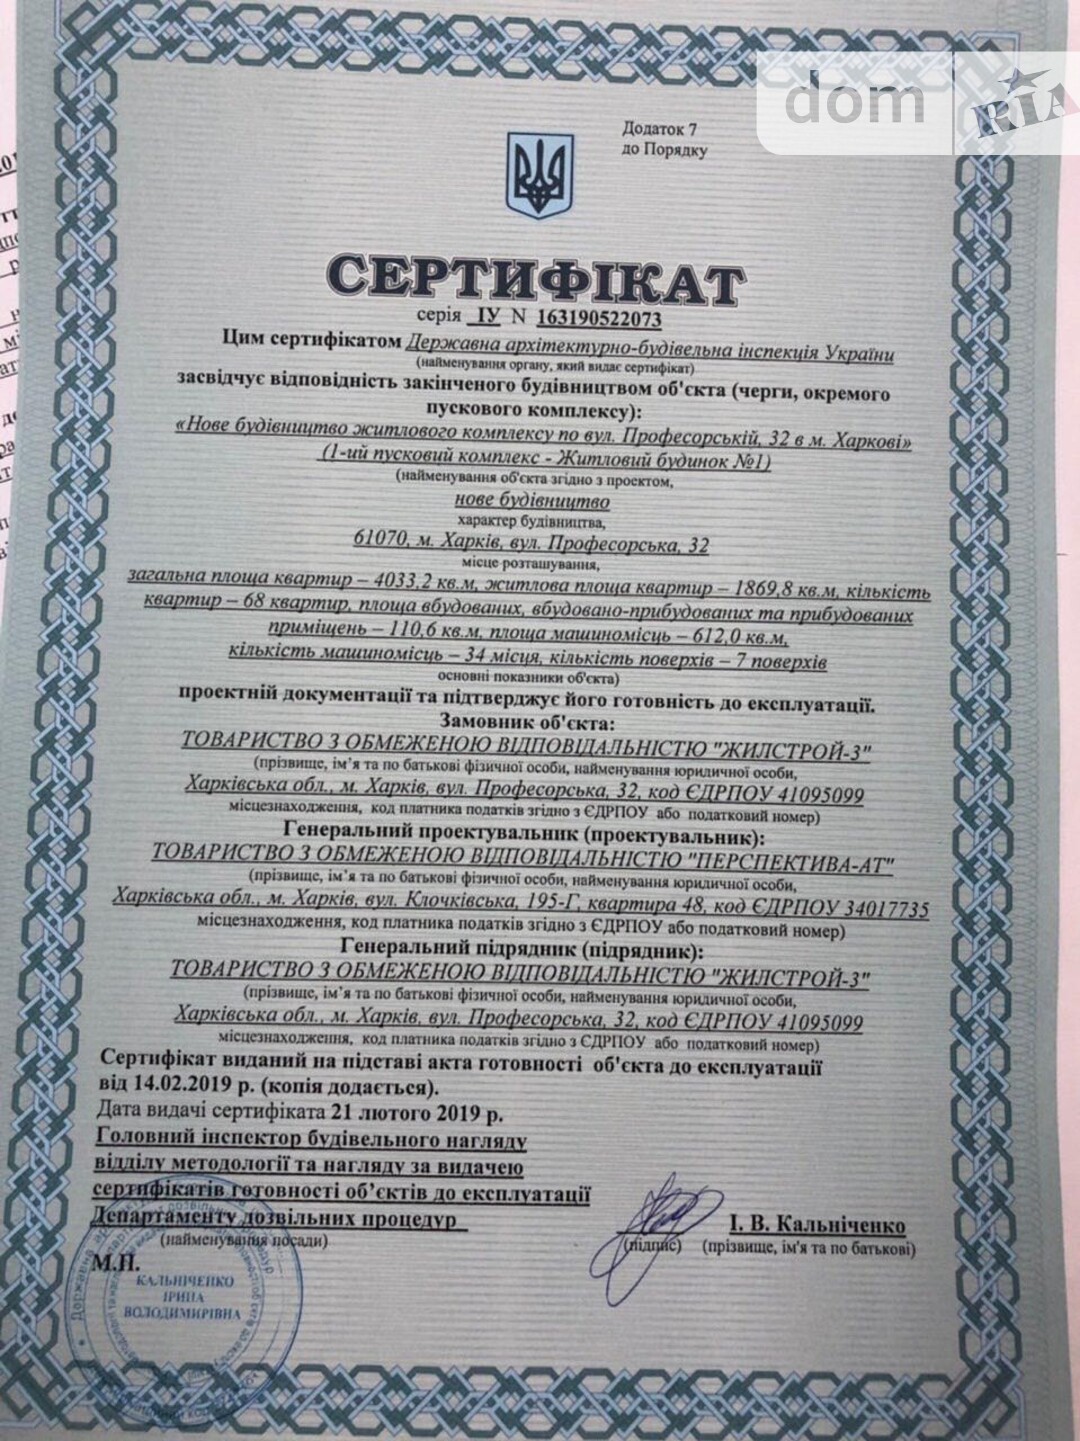 dom
RIA
Додаток 7
до Порядку
СЕРТИФІКАТ
серія ІУ N 163190522073
Цим сертифікатом Державна архітектурно-будівельна інспекція України
(найменування органу, який видає сертифікат)
засвідчує відповідність закінченого будівництвом об'єкта (черги, окремого
пускового комплексу):
«Нове будівництво житлового комплексу по вул. Професорській, 32 в м. Харкові»
(1-ий пусковий комплекс - Житловий будинок №1)
(найменування об'єкта згідно з проектом,
нове будівництво
характер будівництва,
61070, м. Харків, вул. Професорська, 32
місце розташування,
загальна площа квартир – 4033,2 кв.м, житлова площа квартир – 1869,8 кв.м, кількість
квартир – 68 квартир, площа вбудованих, вбудовано-прибудованих та прибудованих
приміщень – 110,6 кв.м, площа машиномісць – 612,0 кв.м,
кількість машиномісць – 34 місця, кількість поверхів – 7 поверхів
основні показники об'єкта)
проектній документації та підтверджує його готовність до експлуатації.
Замовник об'єкта:
ТОВАРИСТВО З ОБМЕЖЕНОЮ ВІДПОВІДАЛЬНІСТЮ "ЖИЛСТРОЙ-3"
(прізвище, ім'я та по батькові фізичної особи, найменування юридичної особи,
Харківська обл., м. Харків, вул. Професорська, 32, код ЄДРПОУ 41095099
місцезнаходження, код платника податків згідно з ЄДРПОУ або податковий номер)
Генеральний проектувальник (проектувальник):
ТОВАРИСТВО З ОБМЕЖЕНОЮ ВІДПОВІДАЛЬНІСТЮ "ПЕРСПЕКТИВА-АТ"
(прізвище, ім'я та по батькові фізичної особи, найменування юридичної особи,
Харківська обл., м. Харків, вул. Клочківська, 195-Г, квартира 48, код ЄДРПОУ 34017735
місцезнаходження, код платника податків згідно з ЄДРПОУ або податковий номер)
Генеральний підрядник (підрядник):
ТОВАРИСТВО З ОБМЕЖЕНОЮ ВІДПОВІДАЛЬНІСТЮ "ЖИЛСТРОЙ-3"
(прізвище, ім'я та по батькові фізичної особи, найменування юридичної особи,
Харківська обл., м. Харків, вул. Професорська, 32, код ЄДРПОУ 41095099
місцезнаходження, код платника податків згідно з ЄДРПОУ або податковий номер)
Сертифікат виданий на підставі акта готовності об'єкта до експлуатації
від 14.02.2019 р. (копія додається).
Дата видачі сертифіката 21 лютого 2019 р.
Головний інспектор будівельного нагляду
відділу методології та нагляду за видачею
сертифікатів готовності об'єктів до експлуатації
Департаменту дозвільних процедур
(найменування посади)
(підпис)
І. В. Кальніченко
(прізвище, ім'я та по батькові)
М.П.
КАЛЬНІЧЕНКО
ІРИНА
ВОЛОДИМИРІВНА